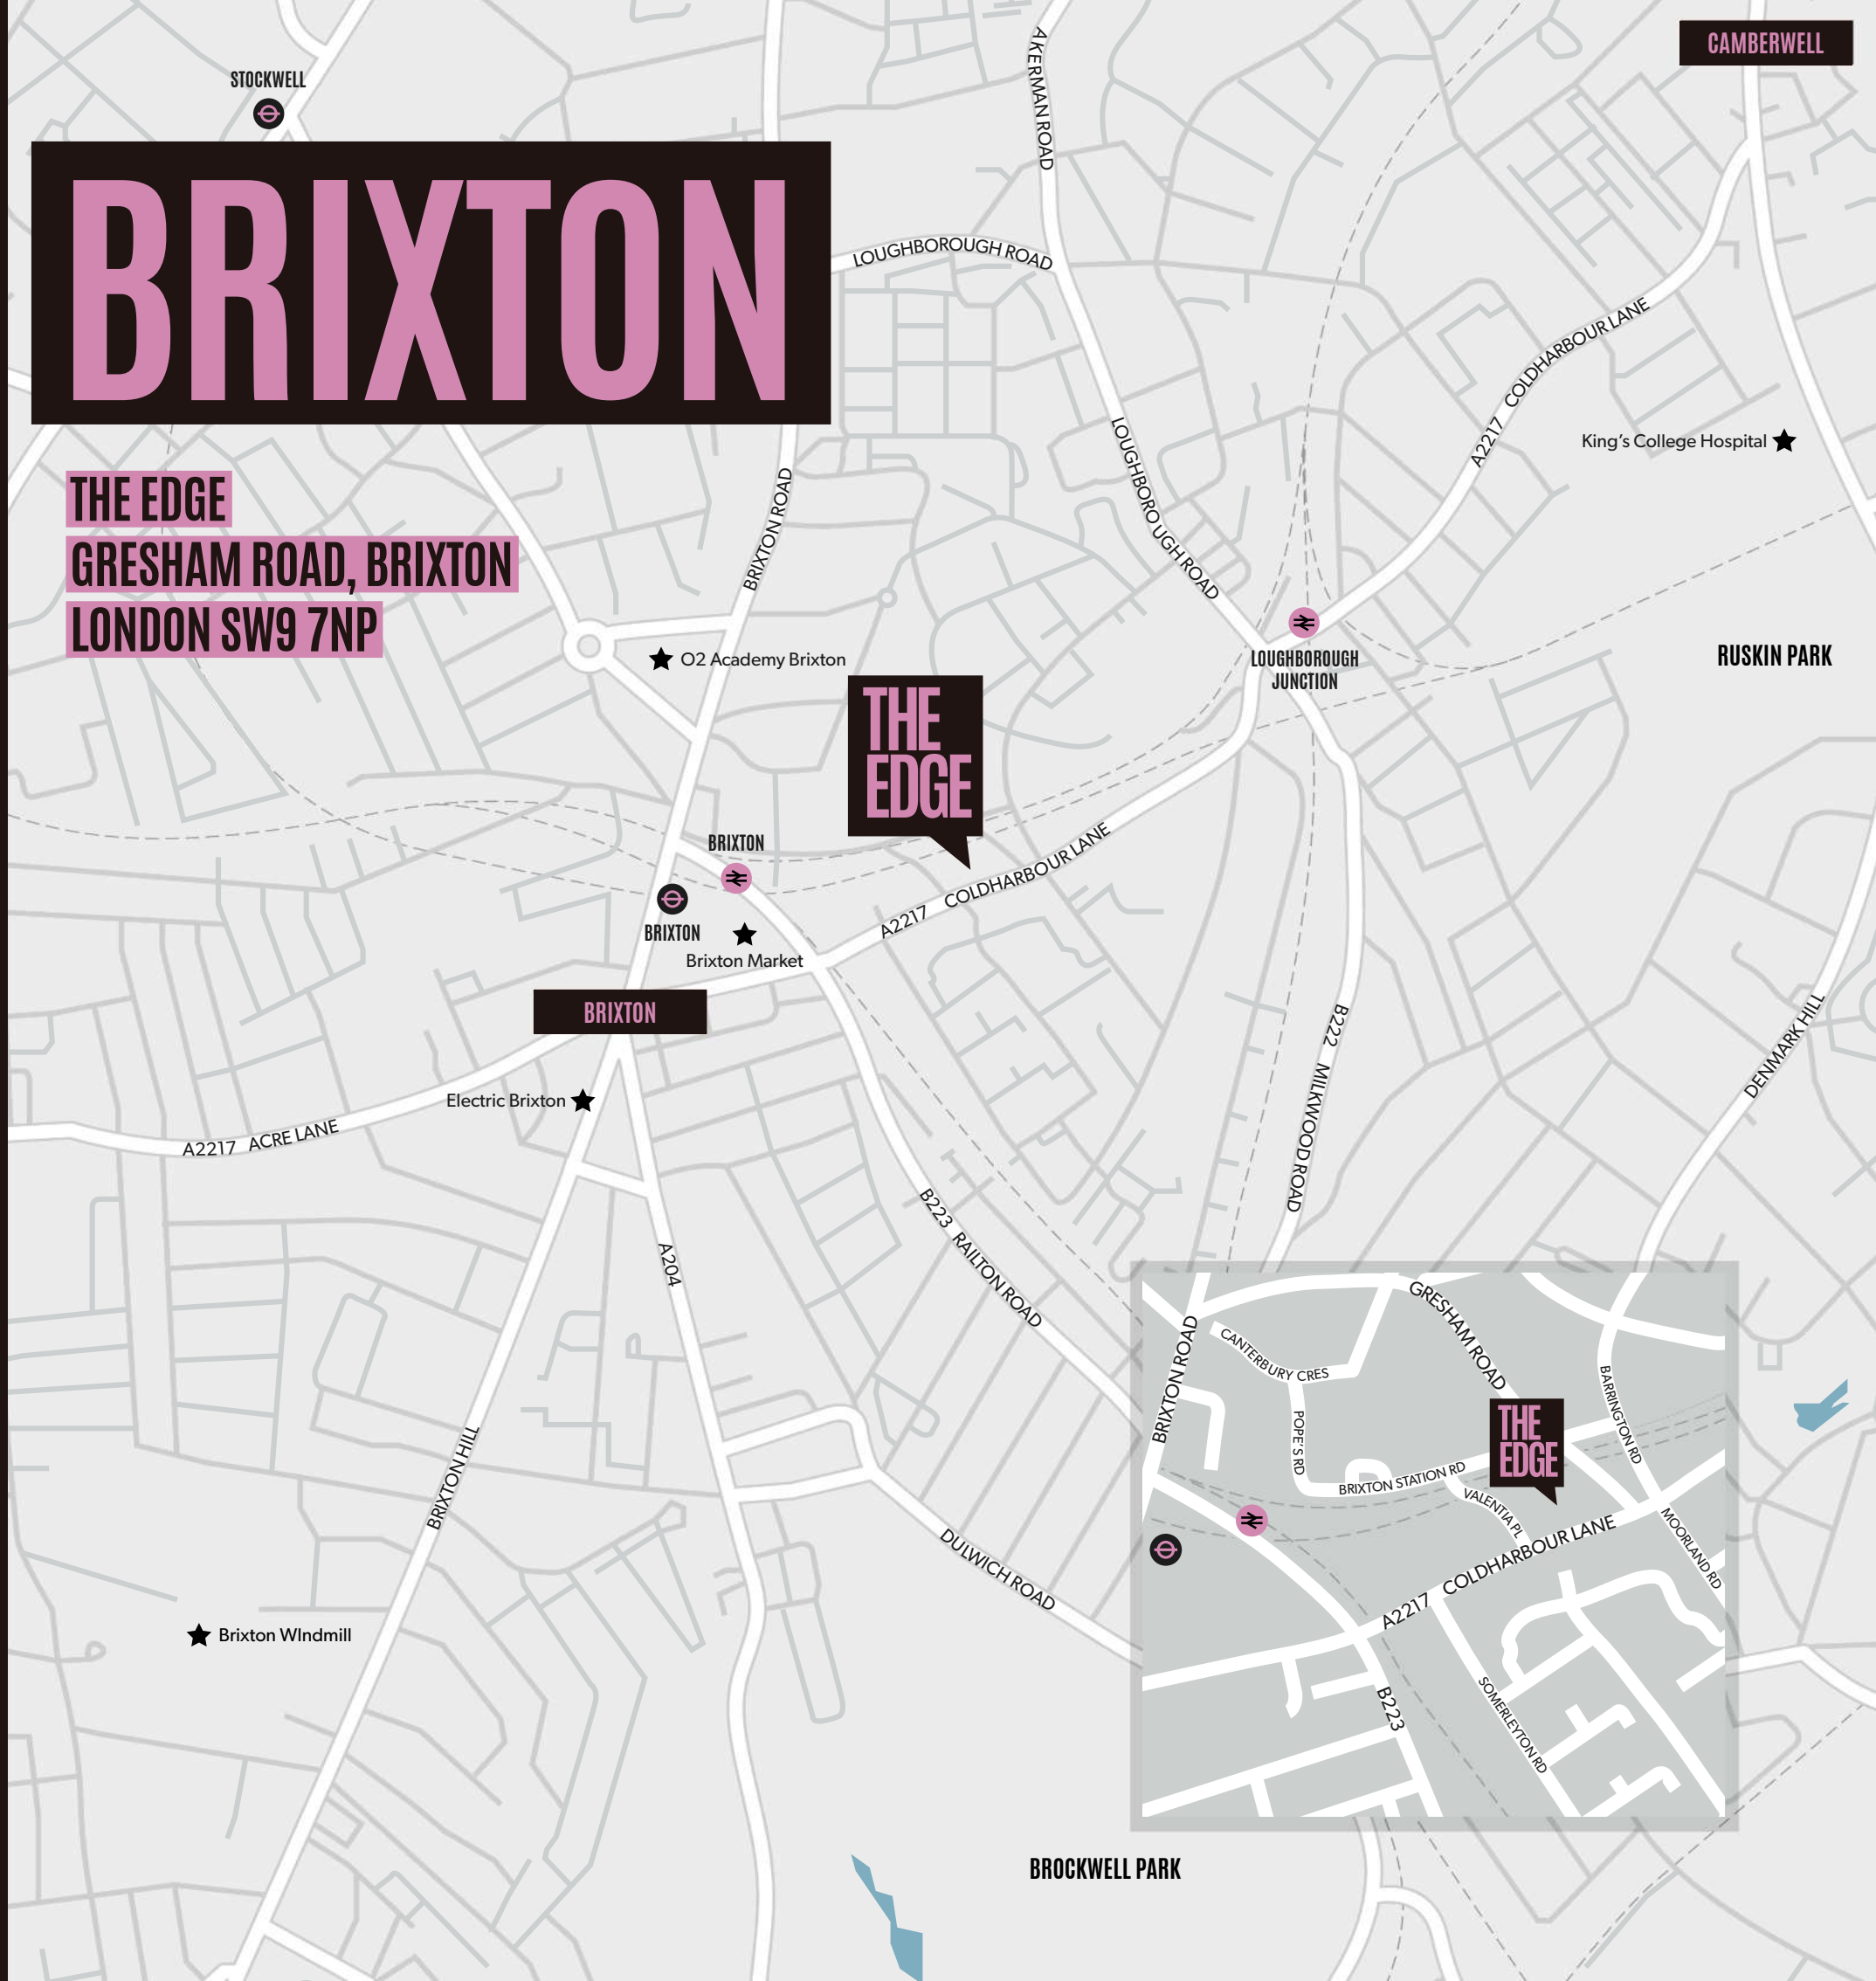 CAMBERWELL
STOCKWELL
AKERMAN ROAD
BRIXTON
LOUGHBOROUGH ROAD
A2217 COLDHARBOUR LANE
King's College Hospital
LOUGHBOROUGH ROAD
BRIXTON ROAD
THE EDGE
GRESHAM ROAD, BRIXTON
LONDON SW9 7NP
O2 Academy Brixton
LOUGHBOROUGH
JUNCTION
RUSKIN PARK
THE
EDGE
BRIXTON
A2217 COLDHARBOUR LANE
BRIXTON
Brixton Market
BRIXTON
Electric Brixton
A2217 ACRE LANE
B222 MILKWOOD ROAD
DENMARK HILL
A204
B223 RAILTON ROAD
BRIXTON HILL
DULWICH ROAD
Brixton WIndmill
BROCKWELL PARK
GRESHAM ROAD
BRIXTON ROAD
CANTERBURY CRES
BARRINGTON RD
POPE'S RD
THE
EDGE
BRIXTON STATION RD
VALENTIA PL
MOORLAND RD
A2217 COLDHARBOUR LANE
B223
SOMERLEYTON RD